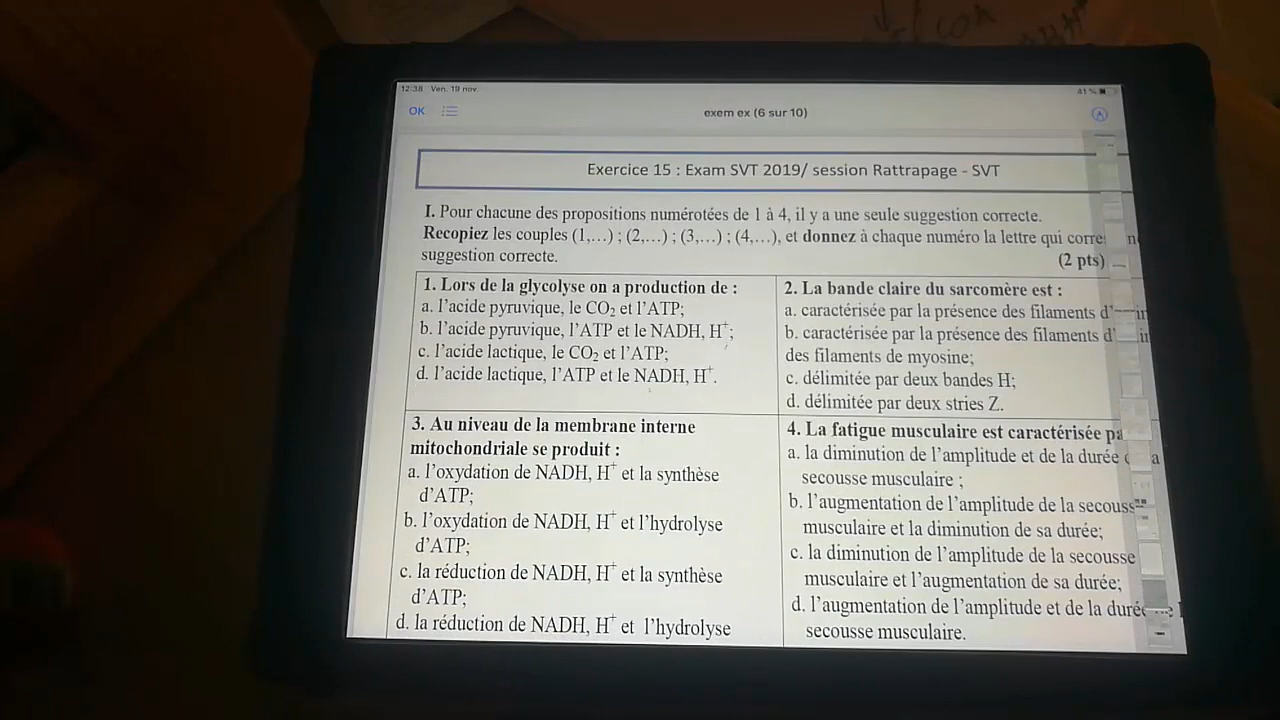 COA
12:38 Ven. 19 nov.
41 %
OK
exem ex (6 sur 10)
Exercice 15 : Exam SVT 2019/ session Rattrapage - SVT
I. Pour chacune des propositions numérotées de 1 à 4, il y a une seule suggestion correcte.
Recopiez les couples (1,…) ; (2,…) ; (3,…) ; (4,…), et donnez à chaque numéro la lettre qui
suggestion correcte.
(2 pts)
1. Lors de la glycolyse on a production de :
a. l'acide pyruvique, le CO₂ et l'ATP;
b. l'acide pyruvique, l'ATP et le NADH, H⁺;
c. l'acide lactique, le CO₂ et l'ATP;
d. l'acide lactique, l'ATP et le NADH, H⁺.
2. La bande claire du sarcomère est :
a. caractérisée par la présence des filaments
b. caractérisée par la présence des filaments
des filaments de myosine;
c. délimitée par deux bandes H;
d. délimitée par deux stries Z.
3. Au niveau de la membrane interne
mitochondriale se produit :
a. l'oxydation de NADH, H⁺ et la synthèse
d'ATP;
b. l'oxydation de NADH, H⁺ et l'hydrolyse
d'ATP;
c. la réduction de NADH, H⁺ et la synthèse
d'ATP;
d. la réduction de NADH, H⁺ et l'hydrolyse
4. La fatigue musculaire est caractérisée
a. la diminution de l'amplitude et de la durée
secousse musculaire ;
b. l'augmentation de l'amplitude de la
musculaire et la diminution de sa durée;
c. la diminution de l'amplitude de la secousse
musculaire et l'augmentation de sa durée;
d. l'augmentation de l'amplitude et de la
secousse musculaire.